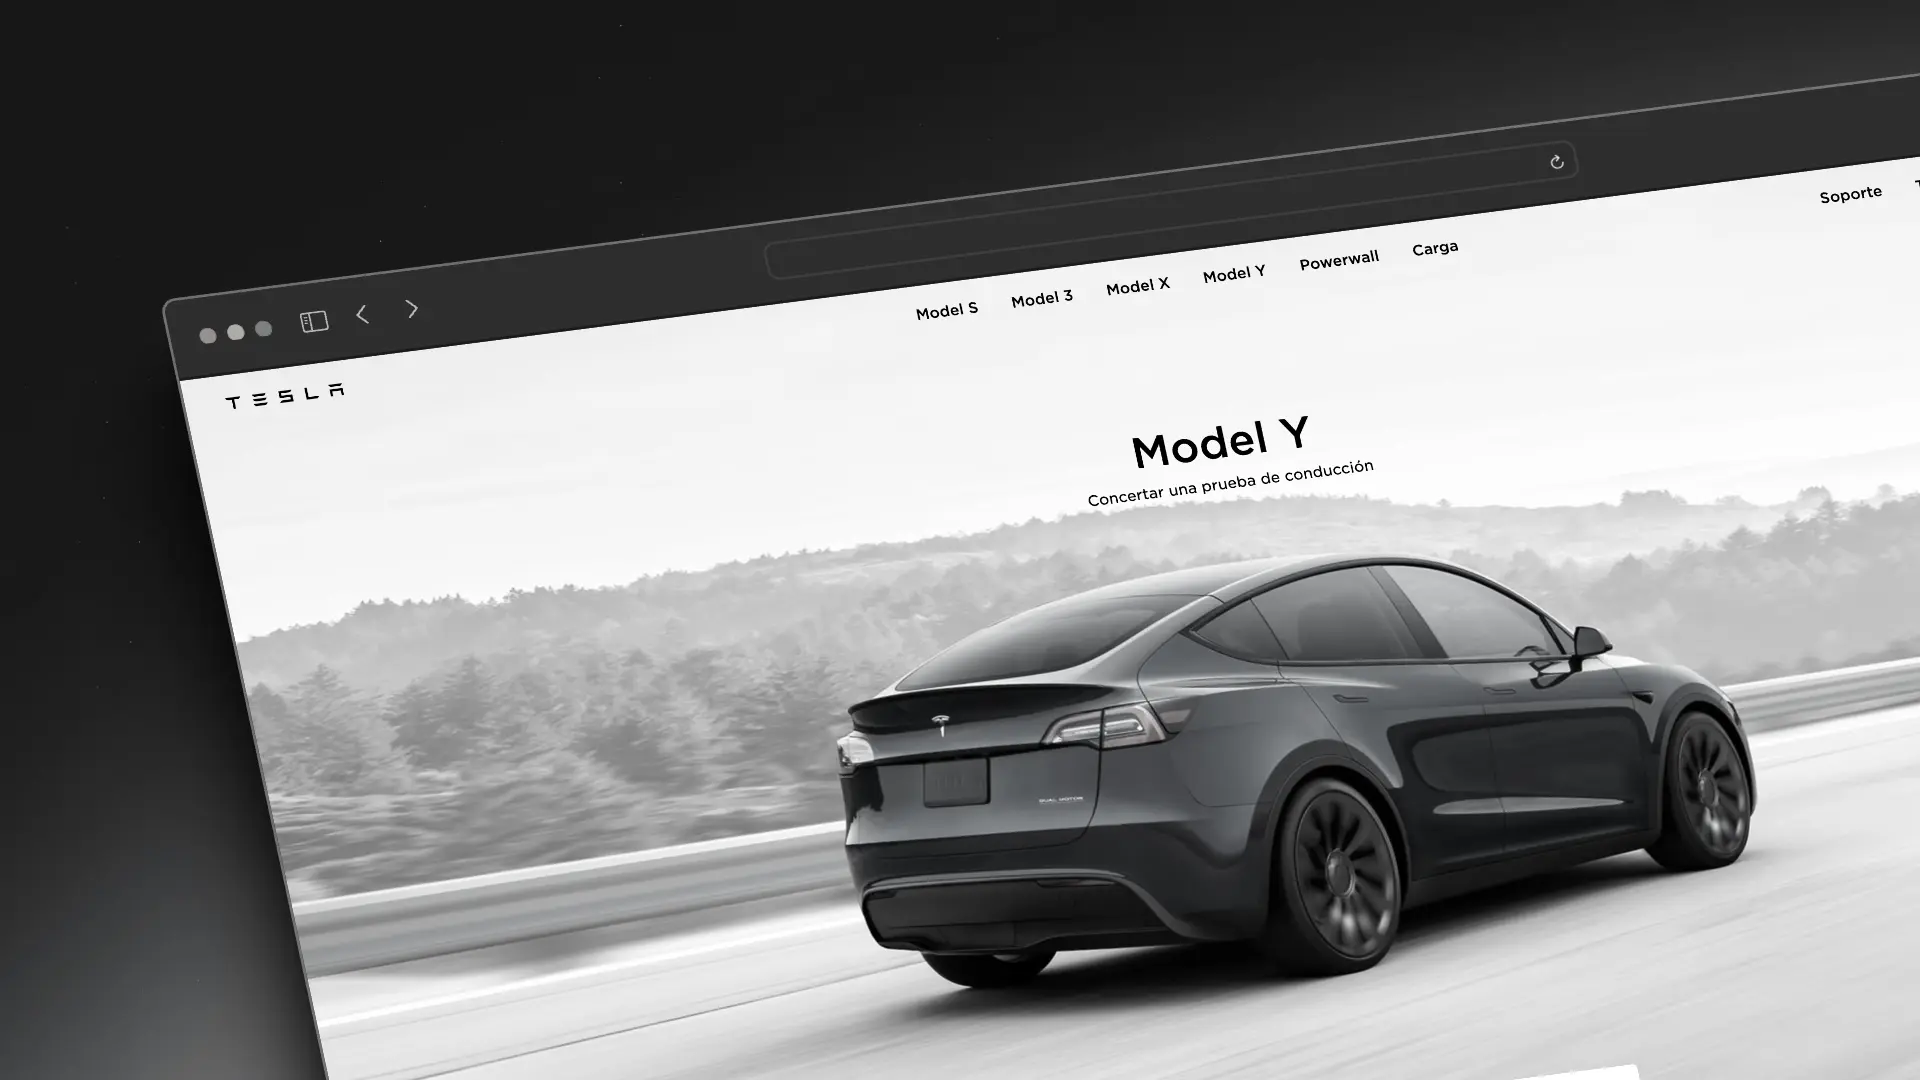 Soporte
Model S Model 3 Model X Model Y Powerwall Carga
TESLA
Model Y
Concertar una prueba de conducción
DUAL MOTOR